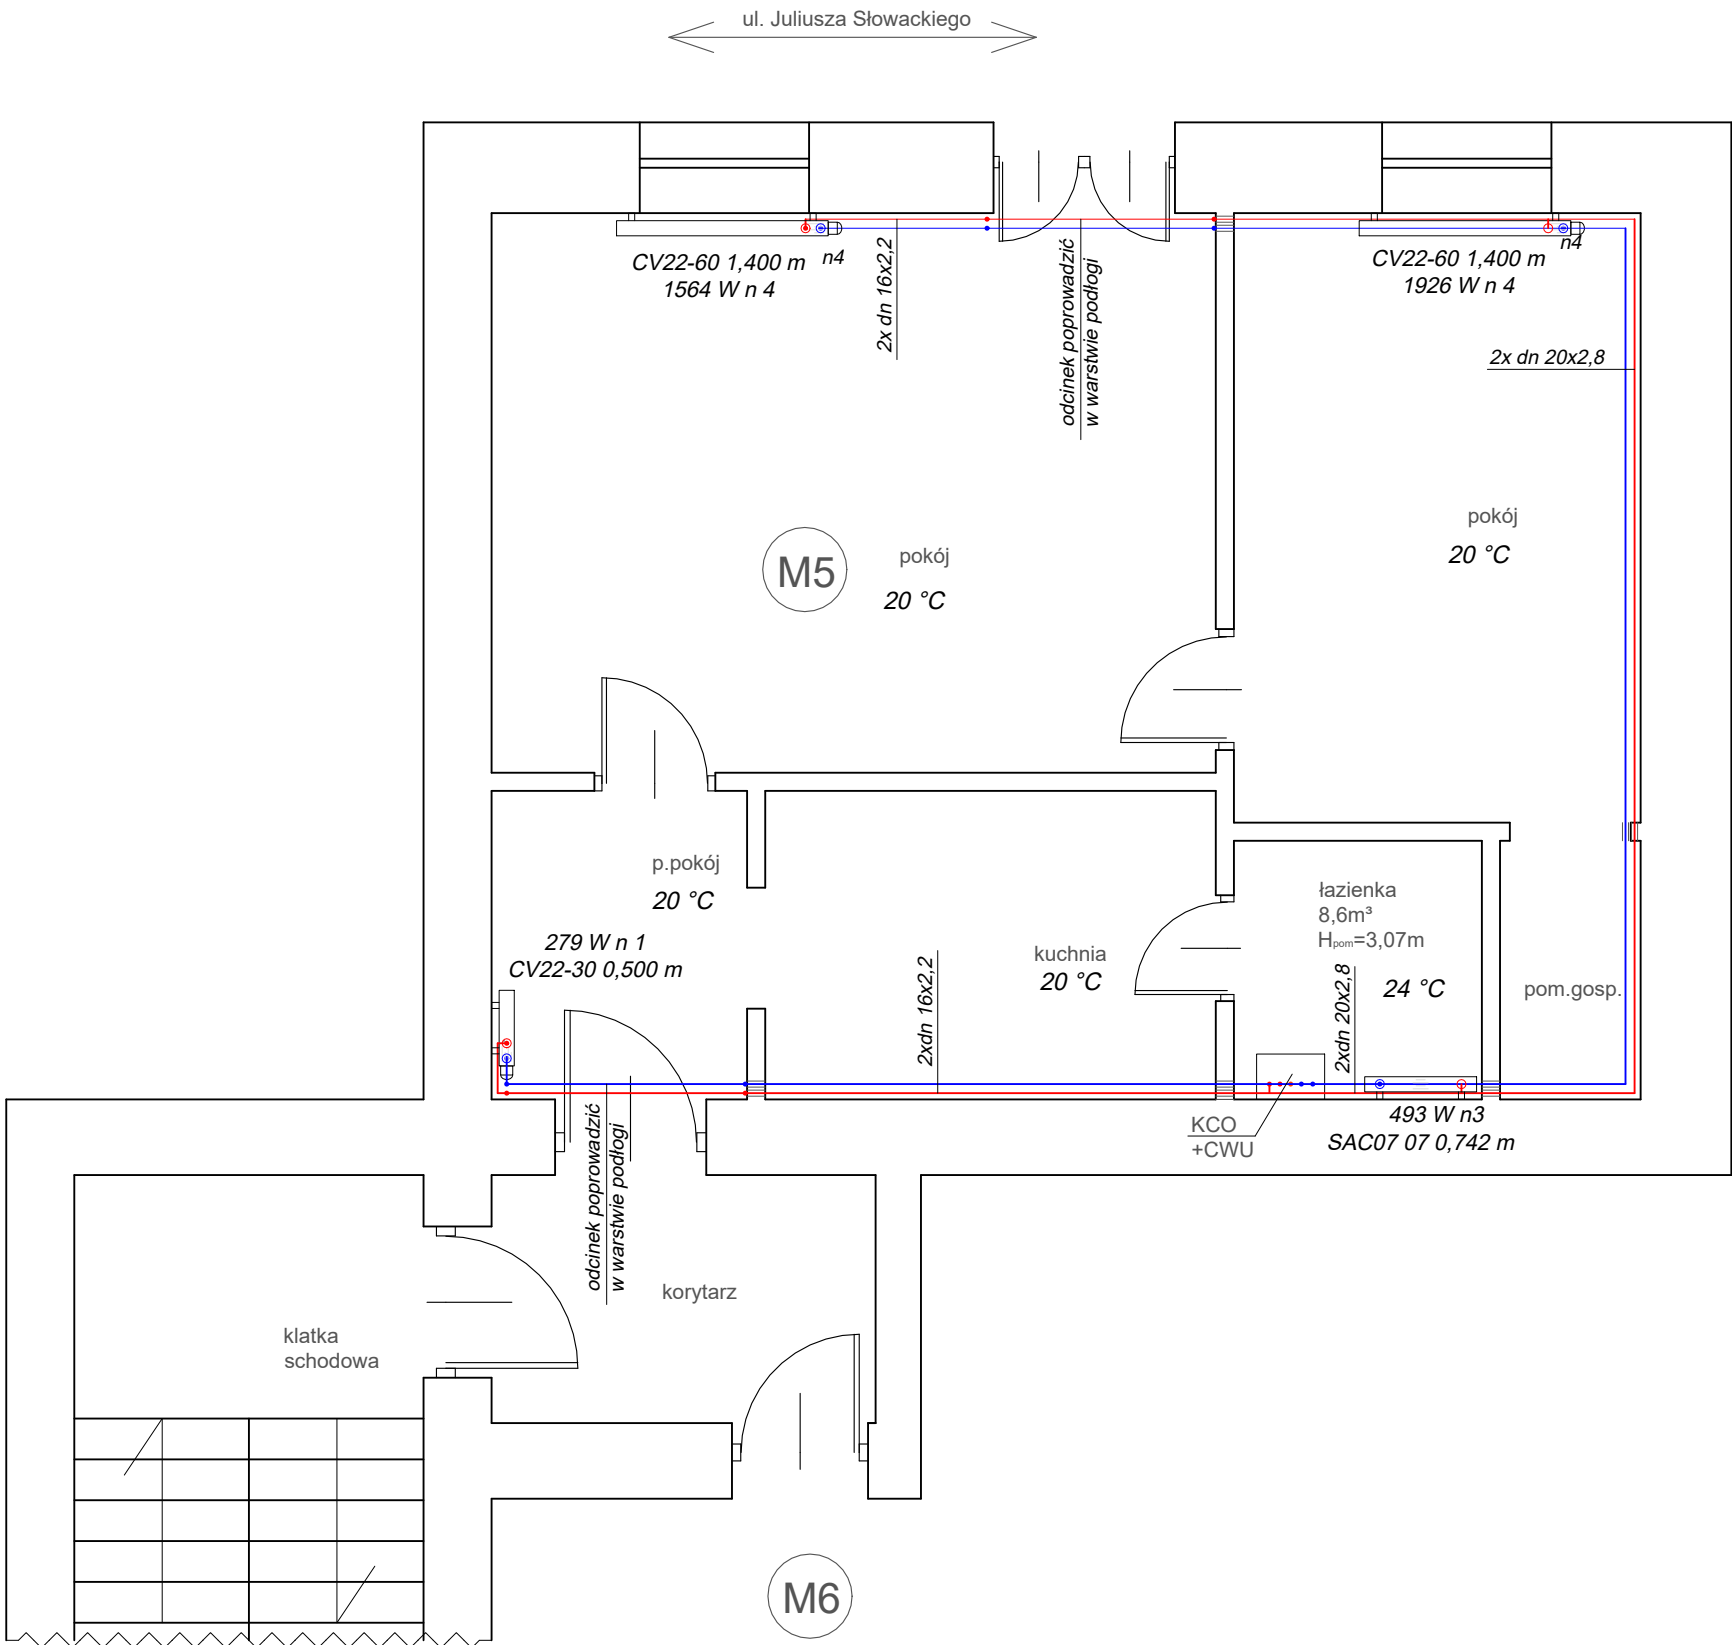 ul. Juliusza Słowackiego
CV22-60 1,400 m
1564 W n 4
n4
2x dn 16x2,2
odcinek poprowadzić
w warstwie podłogi
n4
CV22-60 1,400 m
1926 W n 4
2x dn 20x2,8
M5
pokój
20 °C
pokój
20 °C
p.pokój
20 °C
279 W n 1
CV22-30 0,500 m
2xdn 16x2,2
kuchnia
20 °C
łazienka
8,6m³
Hpom=3,07m
2xdn 20x2,8
24 °C
pom.gosp.
KCO
+CWU
493 W n3
SAC07 07 0,742 m
odcinek poprowadzić
w warstwie podłogi
korytarz
klatka
schodowa
M6